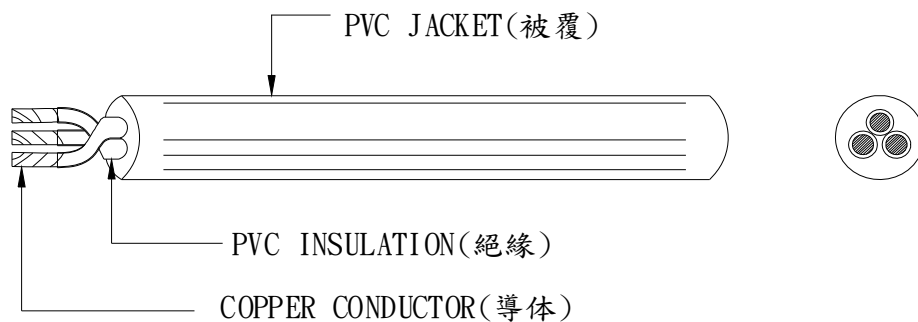 PVC JACKET(被覆)
PVC INSULATION(絕緣)
COPPER CONDUCTOR(導体)